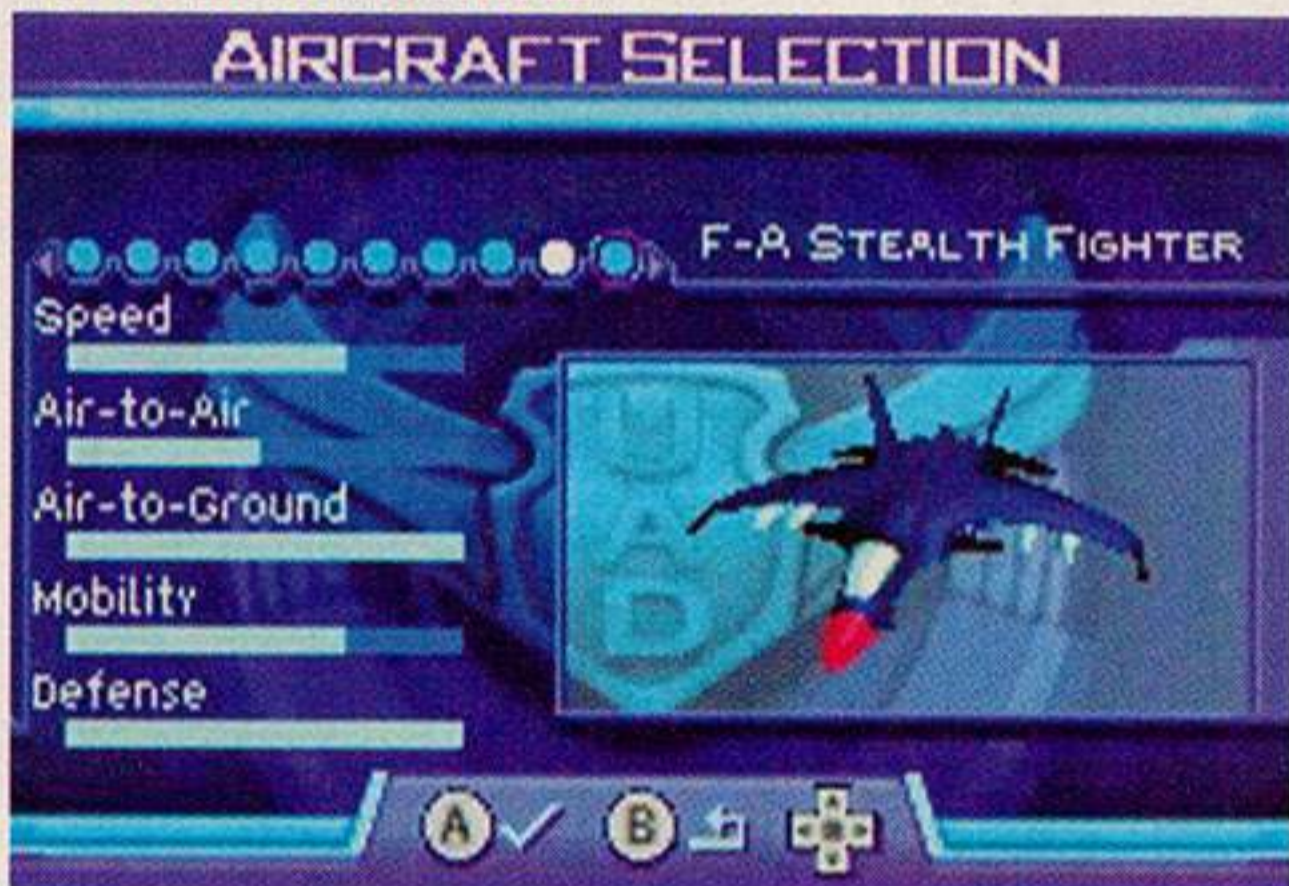 AIRCRAFT SELECTION
F-A STEALTH FIGHTER
Speed
Air-to-Air
Air-to-Ground
Mobility
Defense
U
A
D
A
B